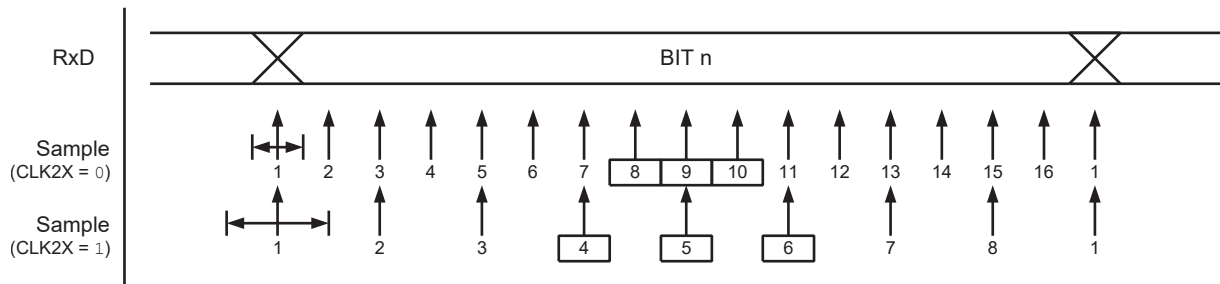 RxD BIT n
Sample
(CLK2X = 0) 1 2 3 4 5 6 7 8 9 10 11 12 13 14 15 16 1
Sample
(CLK2X = 1) 1 2 3 4 5 6 7 8 1